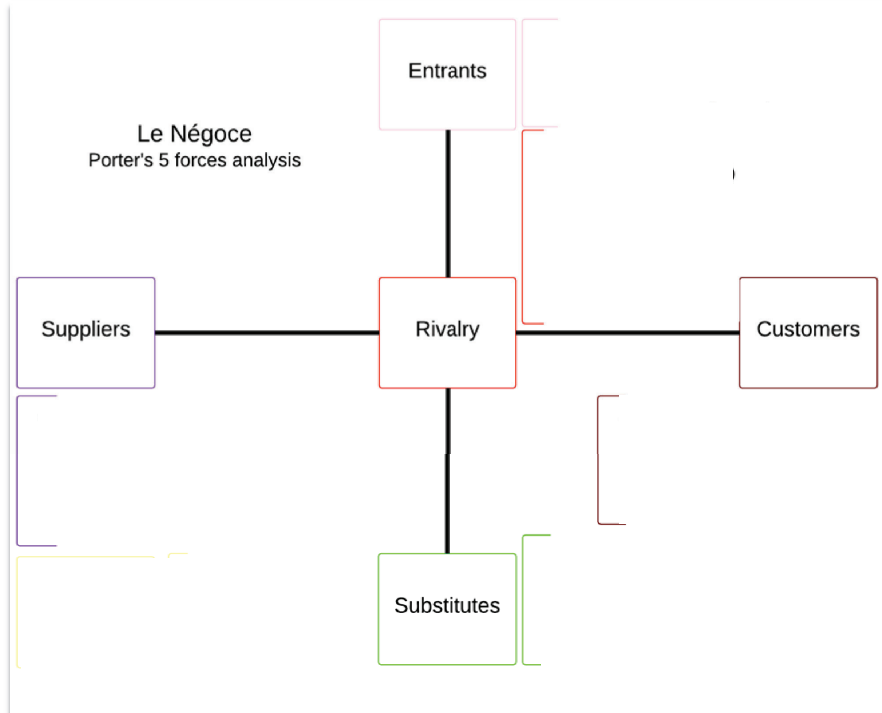 Entrants
Le Négoce
Porter's 5 forces analysis
Suppliers
Rivalry
Customers
Substitutes